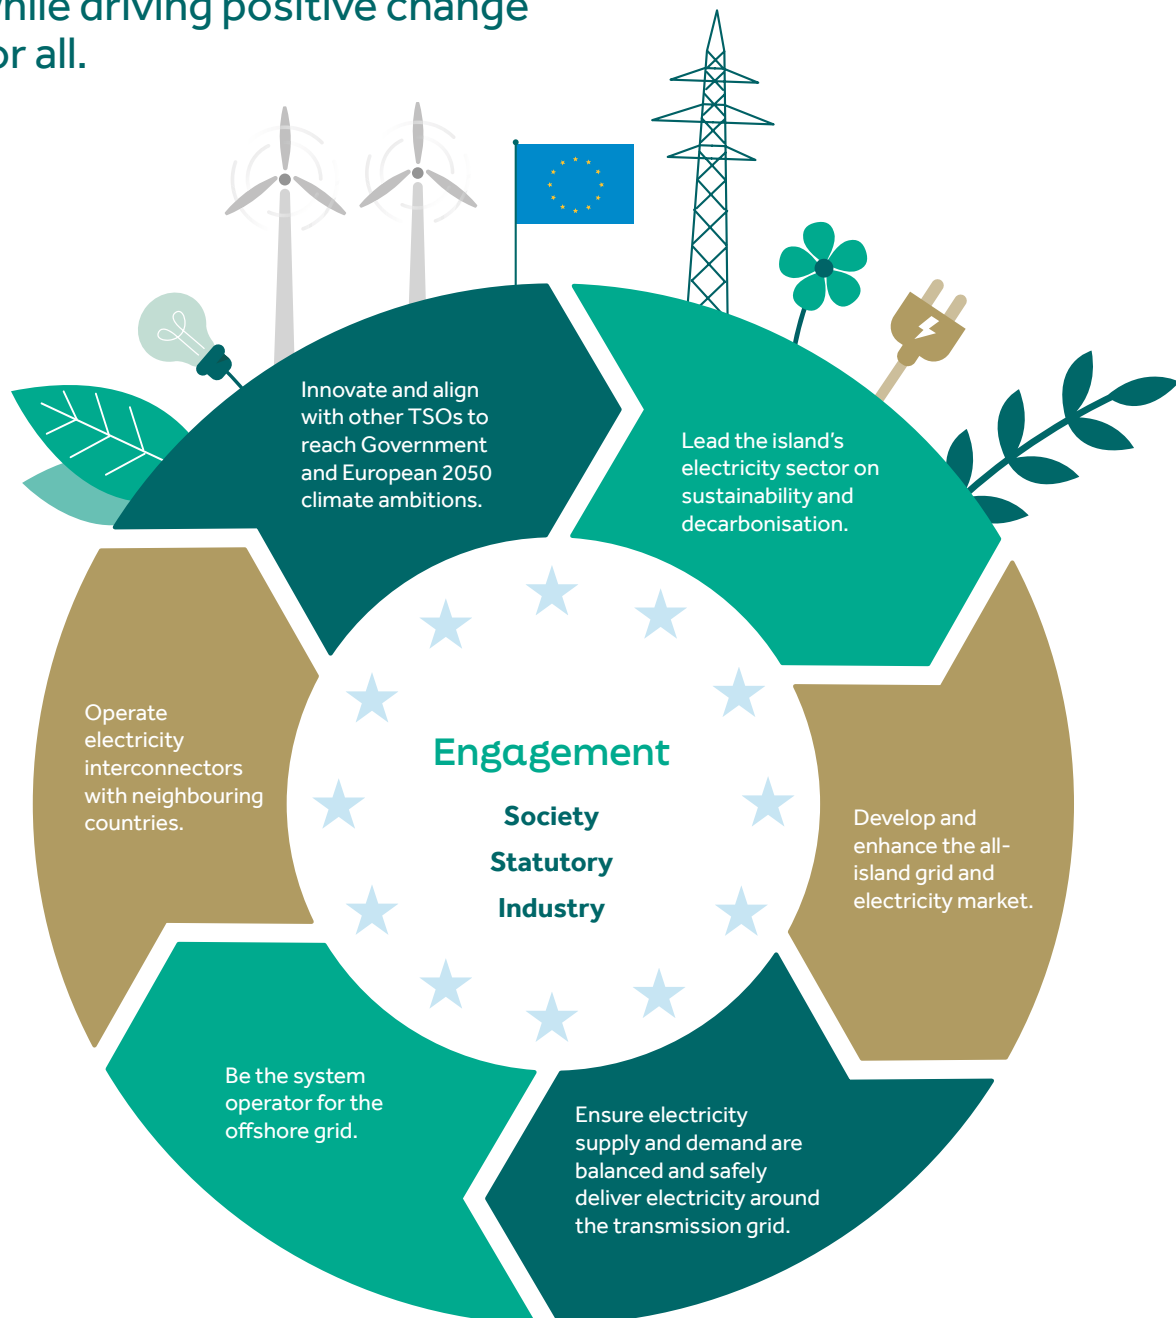 while driving positive change
for all.
Innovate and align
with other TSOs to
reach Government
and European 2050
climate ambitions.
Lead the island's
electricity sector on
sustainability and
decarbonisation.
Operate
electricity
interconnectors
with neighbouring
countries.
Engagement
Society
Statutory
Industry
Develop and
enhance the all-
island grid and
electricity market.
Be the system
operator for the
offshore grid.
Ensure electricity
supply and demand are
balanced and safely
deliver electricity around
the transmission grid.